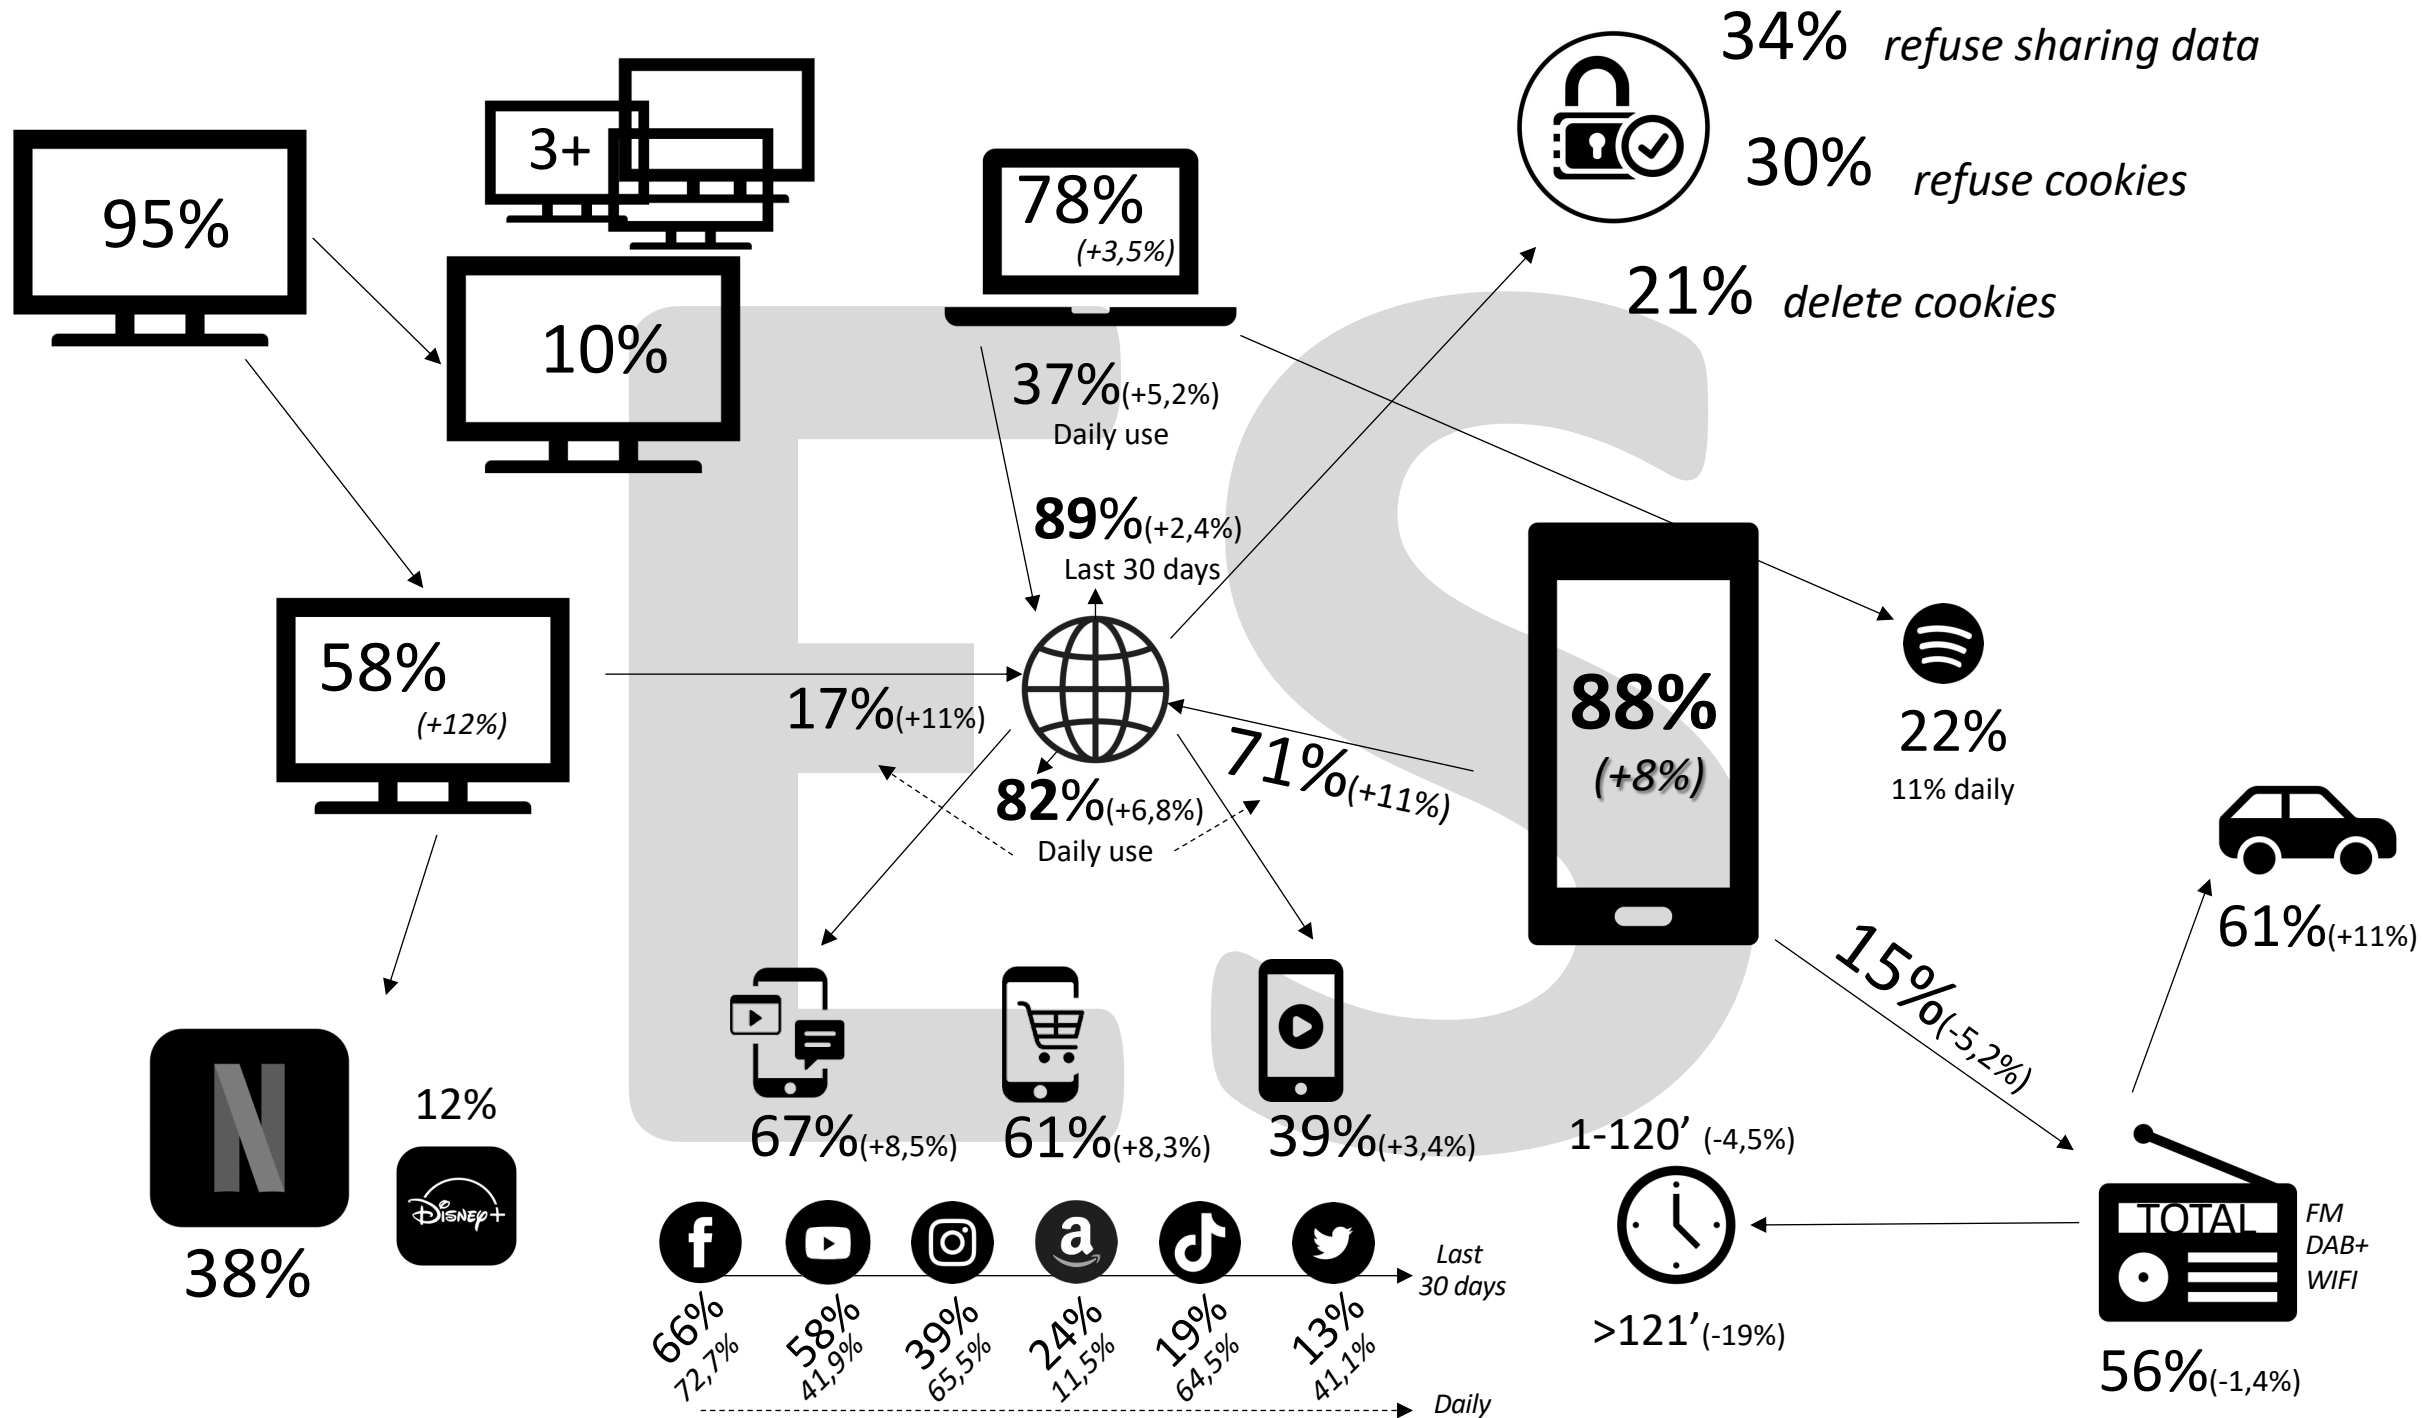 34% refuse sharing data
30% refuse cookies
21% delete cookies
95%
3+
10%
78%
(+3,5%)
37%(+5,2%)
Daily use
89%(+2,4%)
Last 30 days
58%
(+12%)
17%(+11%)
82%(+6,8%)
Daily use
71%(+11%)
88%
(+8%)
22%
11% daily
61%(+11%)
15%(-5,2%)
N
38%
12%
Disney+
67%(+8,5%)
61%(+8,3%)
39%(+3,4%)
1-120’ (-4,5%)
>121’(-19%)
TOTAL
FM
DAB+
WIFI
56%(-1,4%)
f
a
Last
30 days
66% 58% 39% 24% 19% 13%
72,7% 41,9% 65,5% 11,5% 64,5% 41,1%
Daily
ES